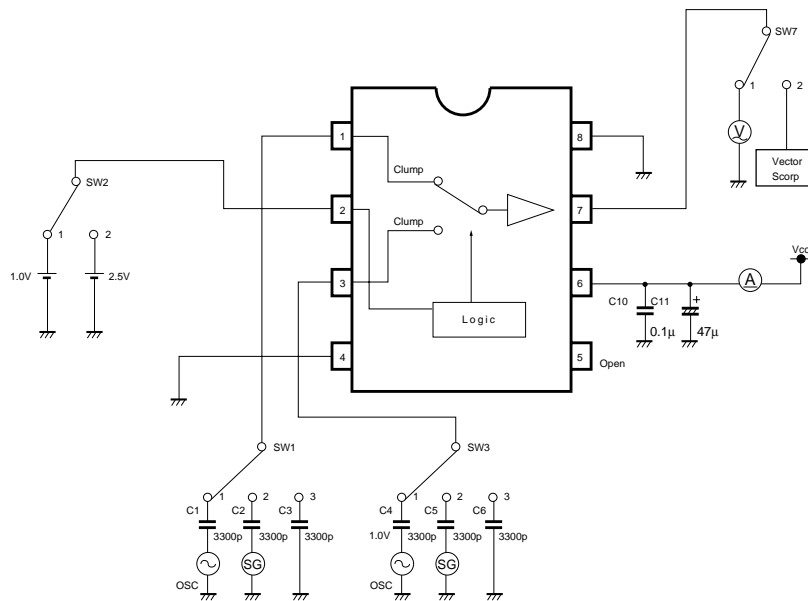 SW7
1 2
V
Vector
Scorp
1
8
Clump
SW2
2
7
Clump
1 2
1.0V
2.5V
Vcc
3
6
A
C10
C11
+
0.1µ
47µ
Logic
4
5
Open
SW1
SW3
1 2 3
C1 C2 C3
3300p 3300p 3300p
SG
OSC
1 2 3
C4 C5 C6
1.0V 3300p 3300p 3300p
SG
OSC